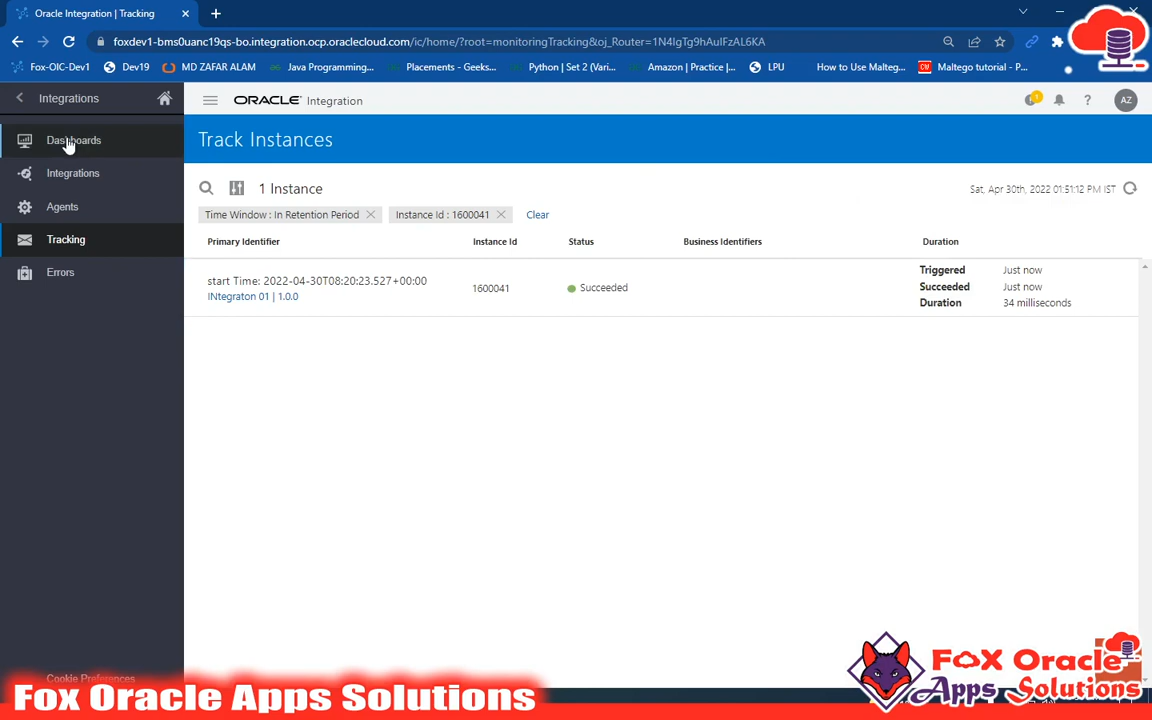 Oracle Integration | Tracking
foxdev1-bms0uanc19qs-bo.integration.ocp.oraclecloud.com/ic/home/?root=monitoringTracking&oj_Router=1N4IgTg9hAuIFzAL6KA
Fox-OIC-Dev1
Dev19
MD ZAFAR ALAM
Java Programming...
Placements - Geeks...
Python | Set 2 (Vari...
Amazon | Practice |...
LPU
How to Use Malteg...
Maltego tutorial - P...
Integrations
ORACLE Integration
1
?
AZ
Dashboards
Integrations
Agents
Tracking
Errors
Track Instances
1 Instance
Sat, Apr 30th, 2022 01:51:12 PM IST
Time Window : In Retention Period
Instance Id : 1600041
Clear
Primary Identifier
Instance Id
Status
Business Identifiers
Duration
start Time: 2022-04-30T08:20:23.527+00:00
INtegraton 01 | 1.0.0
1600041
Succeeded
Triggered Just now
Succeeded Just now
Duration 34 milliseconds
Cookie Preferences
Fox Oracle Apps Solutions
FOX Oracle
Apps Solutions